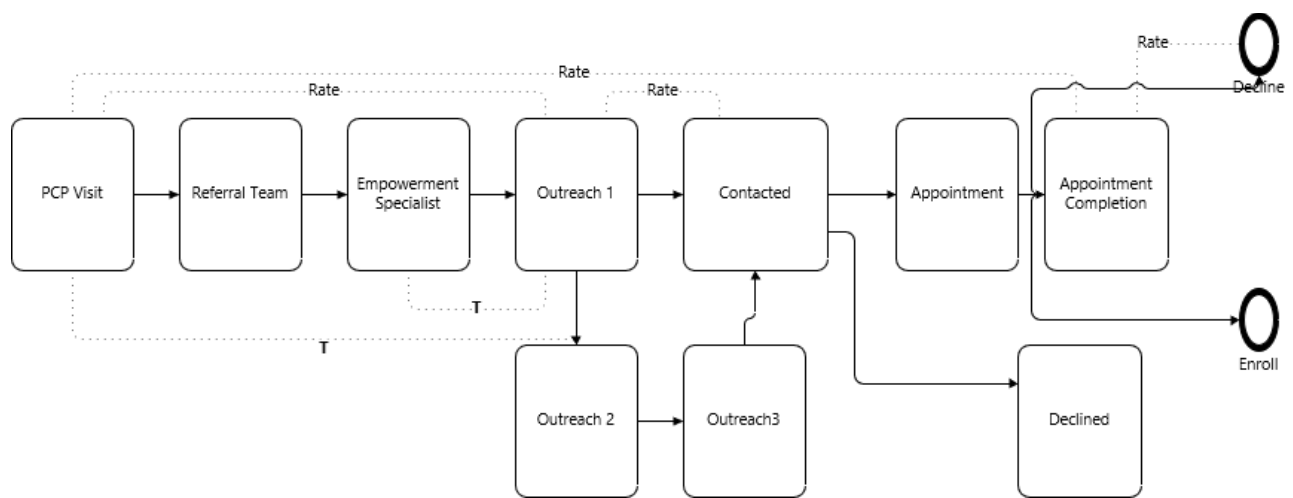 Rate
Decline
Rate
Rate
Rate
PCP Visit
Referral Team
Empowerment
Specialist
Outreach 1
Contacted
Appointment
Appointment
Completion
T
T
Enroll
Outreach 2
Outreach3
Declined